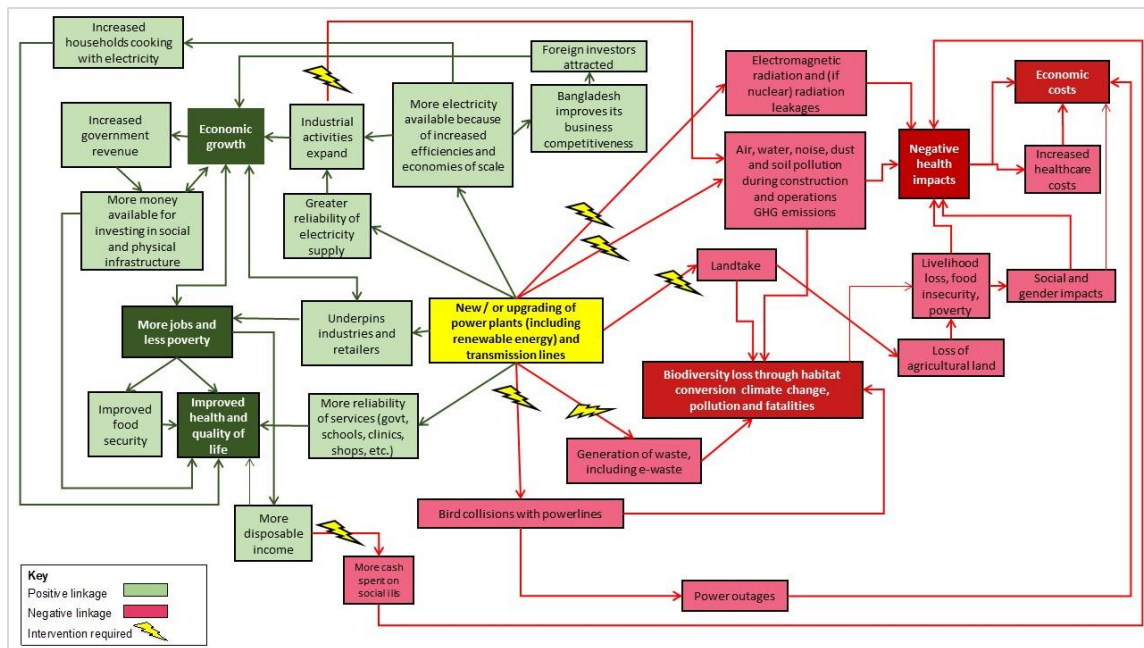 Increased
households cooking
with electricity
Foreign investors
attracted
Electromagnetic
radiation and (if
nuclear) radiation
leakages
Economic
costs
Increased
government
revenue
Economic
growth
Industrial
activities
expand
More electricity
available because
of increased
efficiencies and
economies of scale
Bangladesh
improves its
business
competitiveness
Air, water, noise, dust
and soil pollution
during construction
and operations
GHG emissions
Negative
health
impacts
Increased
healthcare
costs
More money
available for
investing in social
and physical
infrastructure
Greater
reliability of
electricity
supply
Landtake
Livelihood
loss, food
insecurity,
poverty
Social and
gender impacts
More jobs and
less poverty
Underpins
industries and
retailers
New / or upgrading of
power plants (including
renewable energy) and
transmission lines
Loss of
agricultural land
Biodiversity loss through habitat
conversion climate change,
pollution and fatalities
Improved
food
security
Improved
health and
quality of
life
More reliability
of services (govt,
schools, clinics,
shops, etc.)
Generation of waste,
including e-waste
More
disposable
income
Bird collisions with powerlines
More cash
spent on
social ills
Power outages
Key
Positive linkage
Negative linkage
Intervention required